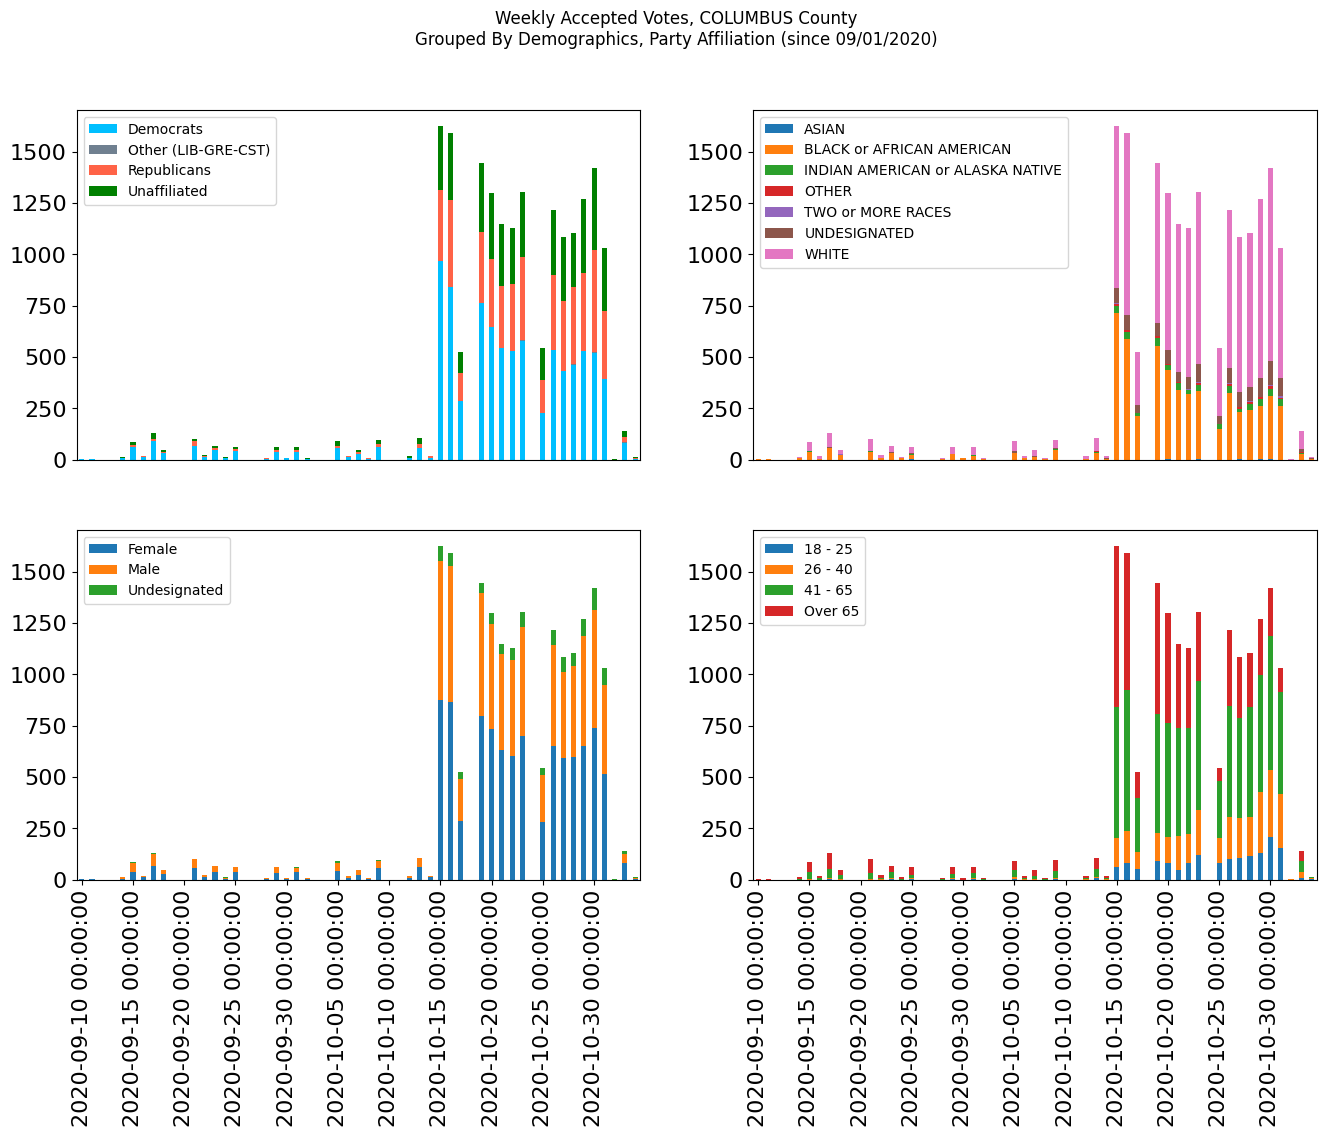 Weekly Accepted Votes, COLUMBUS County
Grouped By Demographics, Party Affiliation (since 09/01/2020)
Democrats
Other (LIB-GRE-CST)
Republicans
Unaffiliated
1500
1250
1000
750
500
250
0
ASIAN
BLACK or AFRICAN AMERICAN
INDIAN AMERICAN or ALASKA NATIVE
OTHER
TWO or MORE RACES
UNDESIGNATED
WHITE
1500
1250
1000
750
500
250
0
Female
Male
Undesignated
1500
1250
1000
750
500
250
0
2020-09-10 00:00:00
2020-09-15 00:00:00
2020-09-20 00:00:00
2020-09-25 00:00:00
2020-09-30 00:00:00
2020-10-05 00:00:00
2020-10-10 00:00:00
2020-10-15 00:00:00
2020-10-20 00:00:00
2020-10-25 00:00:00
2020-10-30 00:00:00
18 - 25
26 - 40
41 - 65
Over 65
1500
1250
1000
750
500
250
0
2020-09-10 00:00:00
2020-09-15 00:00:00
2020-09-20 00:00:00
2020-09-25 00:00:00
2020-09-30 00:00:00
2020-10-05 00:00:00
2020-10-10 00:00:00
2020-10-15 00:00:00
2020-10-20 00:00:00
2020-10-25 00:00:00
2020-10-30 00:00:00